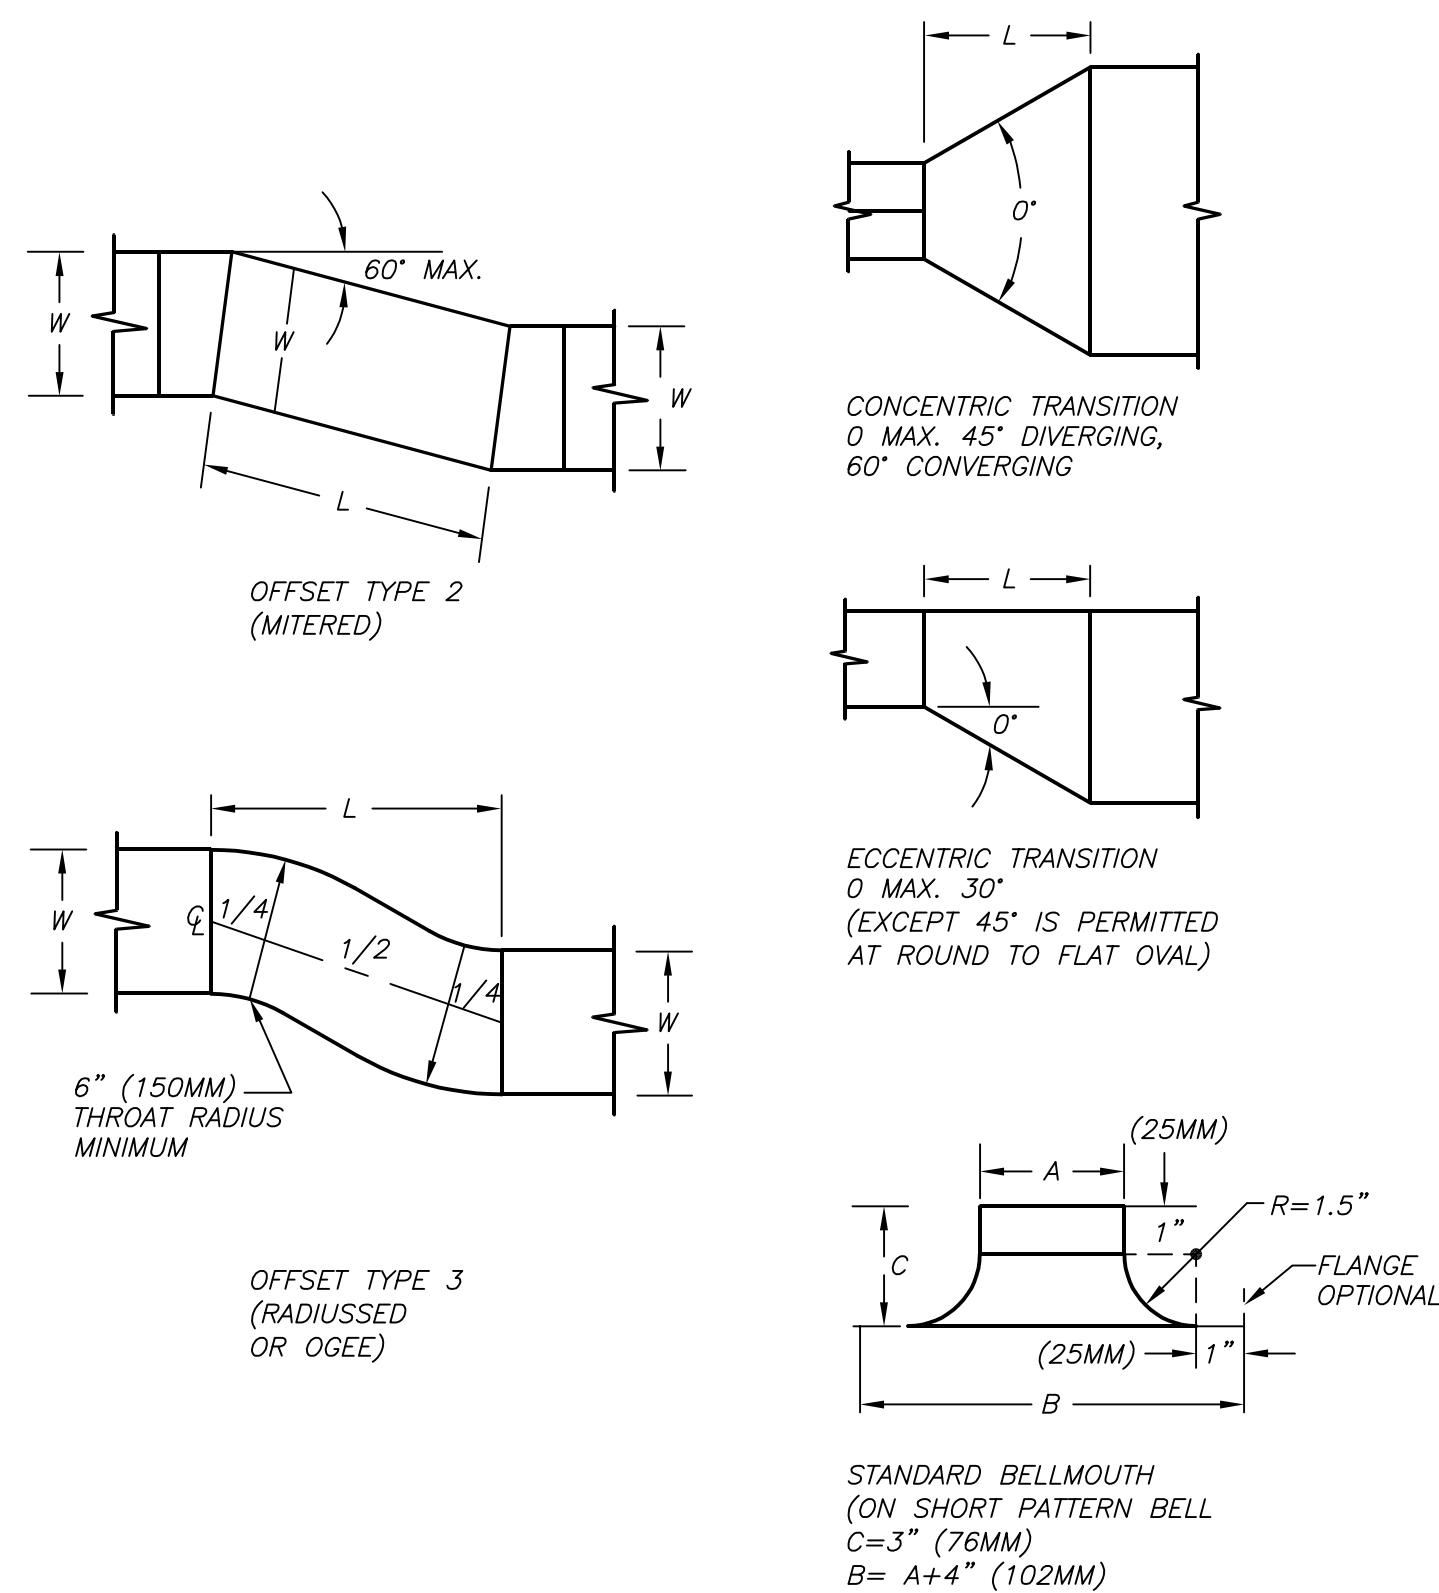 60° MAX.
W
W
W
L
OFFSET TYPE 2
(MITERED)
L
W
℄
1/4
1/2
1/4
W
6" (150MM)
THROAT RADIUS
MINIMUM
OFFSET TYPE 3
(RADIUSSED
OR OGEE)
L
0°
CONCENTRIC TRANSITION
0 MAX. 45° DIVERGING,
60° CONVERGING
L
0°
ECCENTRIC TRANSITION
0 MAX. 30°
(EXCEPT 45° IS PERMITTED
AT ROUND TO FLAT OVAL)
(25MM)
A
R=1.5"
1"
C
FLANGE
OPTIONAL
(25MM)
1"
B
STANDARD BELLMOUTH
(ON SHORT PATTERN BELL
C=3" (76MM)
B= A+4" (102MM)